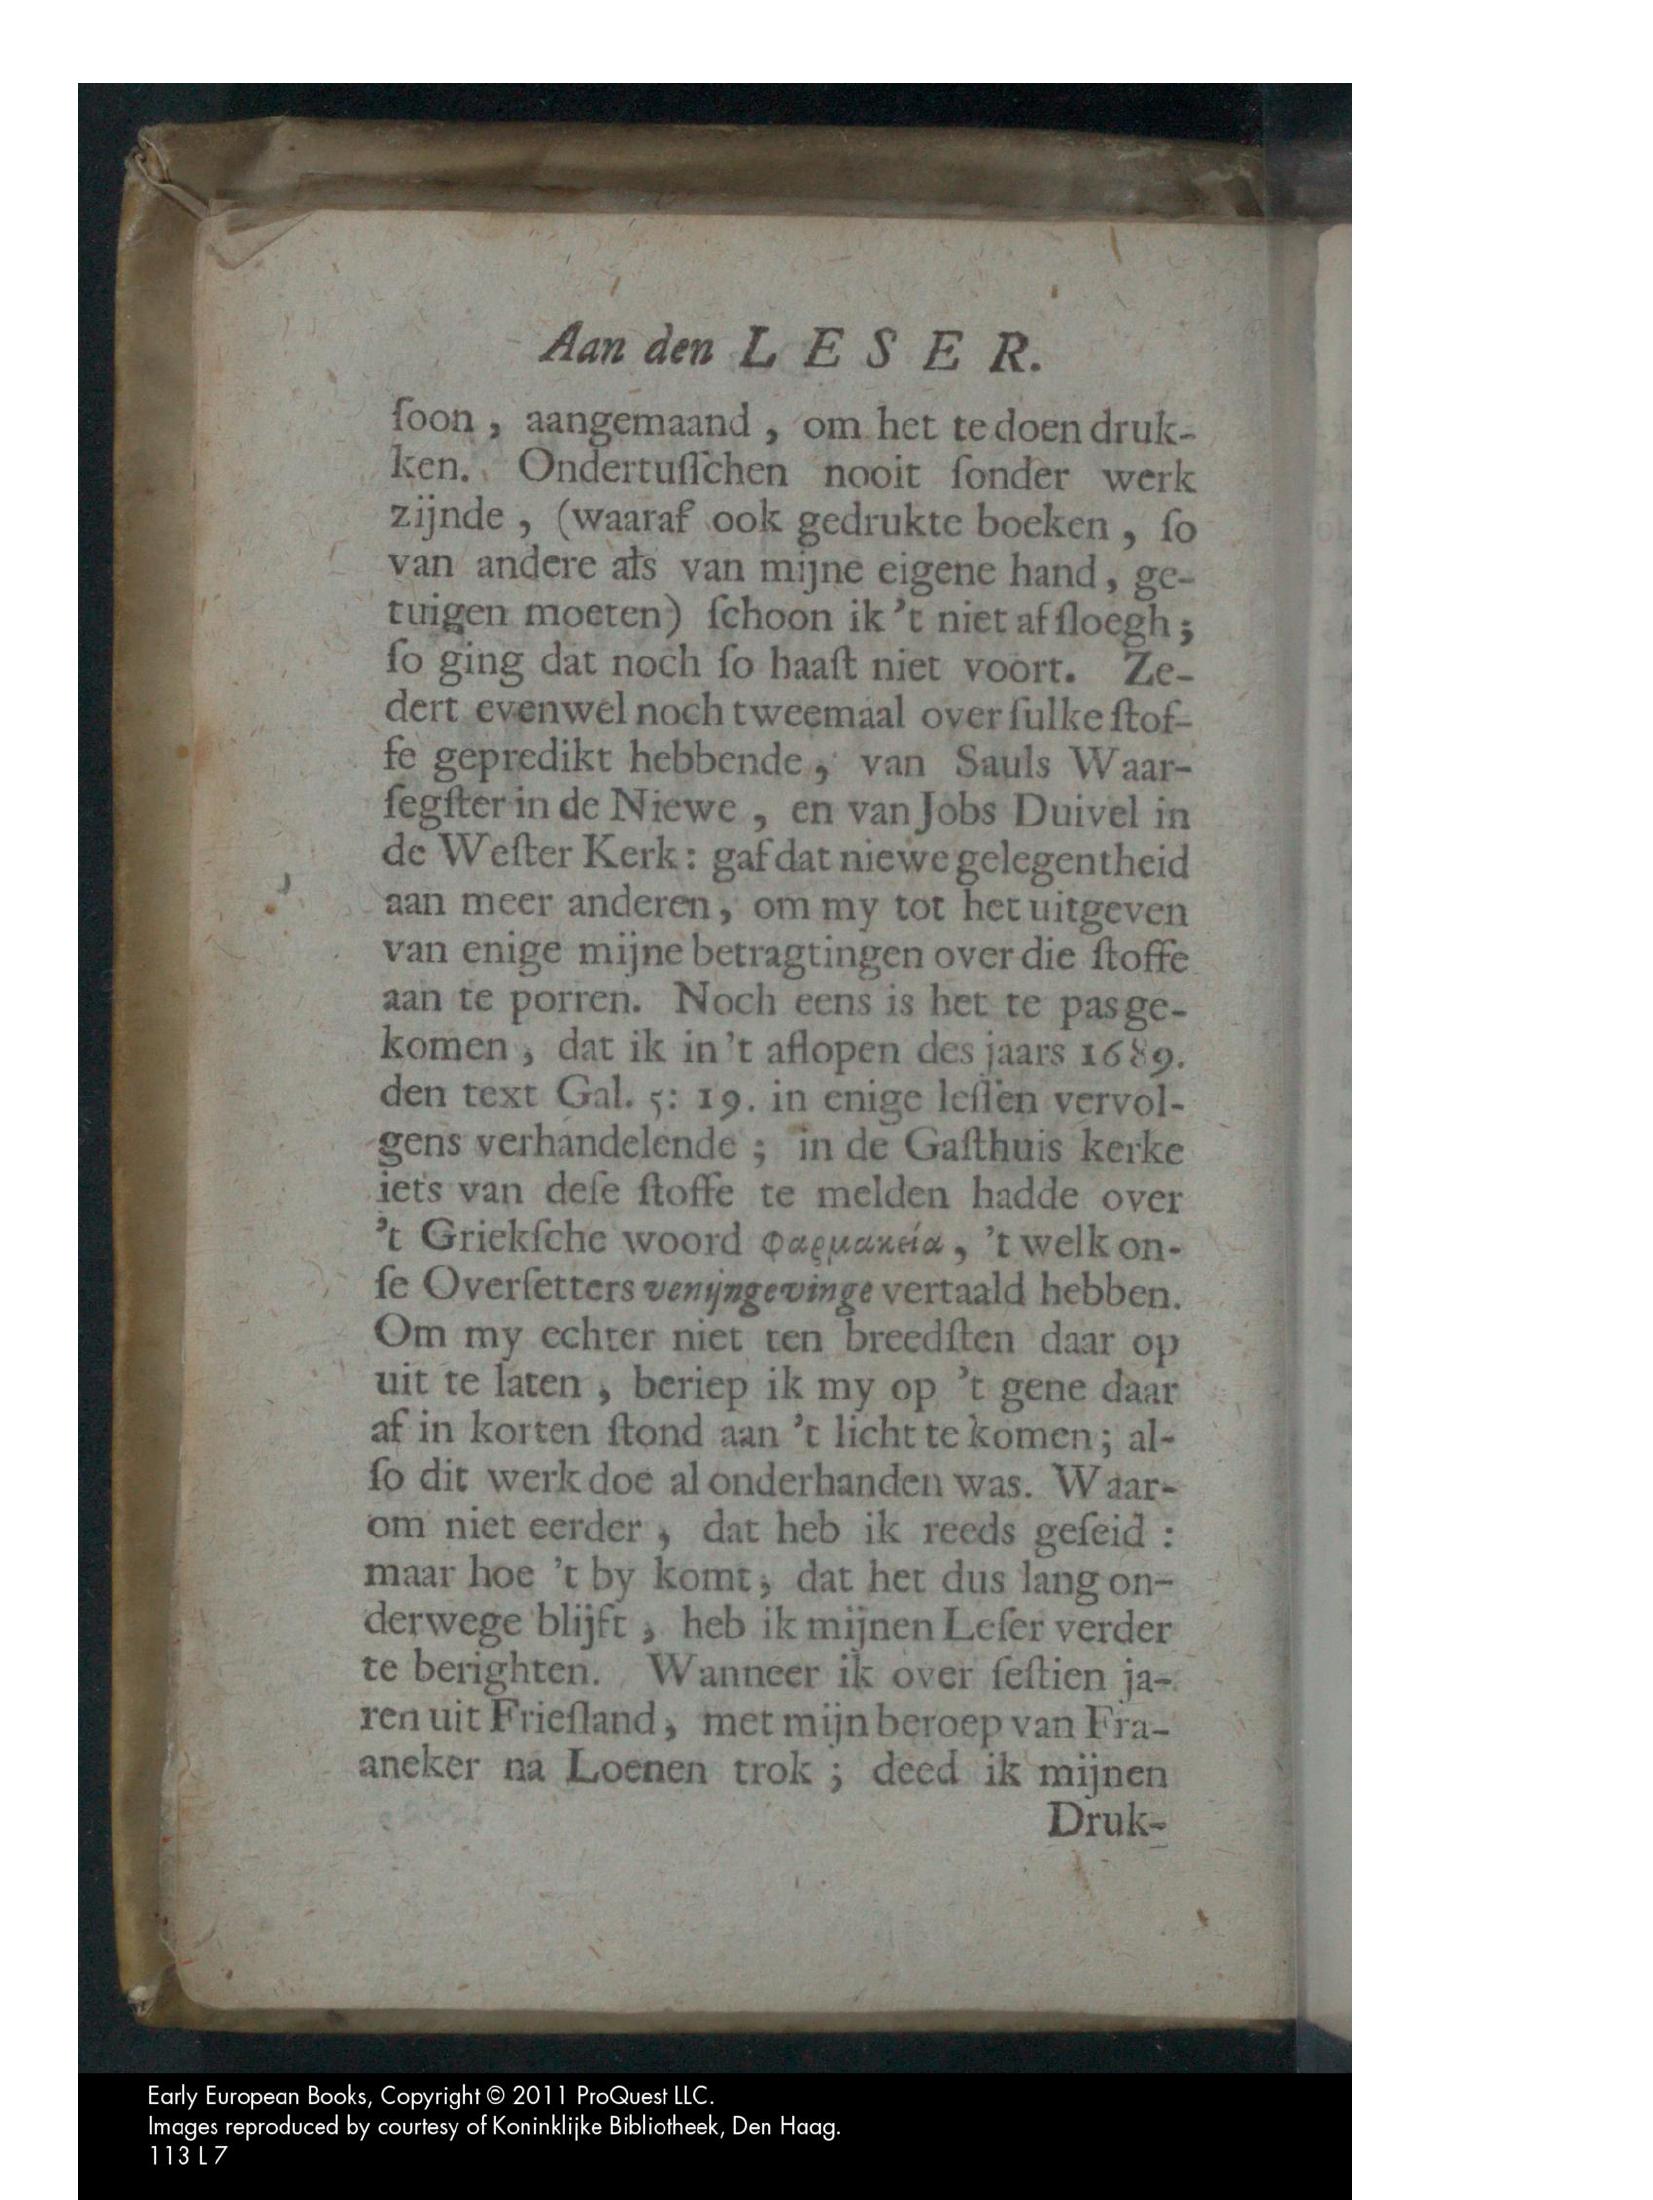 Aan den LESER.
ſoon, aangemaand, om het te doen druk-
ken. Ondertuſſchen nooit ſonder werk
zijnde, (waaraf ook gedrukte boeken, ſo
van andere als van mijne eigene hand, ge-
tuigen moeten) ſchoon ik 't niet af ſloegh;
ſo ging dat noch ſo haaſt niet voort. Ze-
dert evenwel noch tweemaal over ſulke ſtof-
fe gepredikt hebbende, van Sauls Waar-
ſegſter in de Niewe, en van Jobs Duivel in
de Weſter Kerk: gaf dat niewe gelegentheid
aan meer anderen, om my tot het uitgeven
van enige mijne betragtingen over die ſtoffe
aan te porren. Noch eens is het te pas ge-
komen, dat ik in 't aflopen des jaars 1689.
den text Gal. 5: 19. in enige leſſen vervol-
gens verhandelende; in de Gaſthuis kerke
iets van deſe ſtoffe te melden hadde over
't Griekſche woord φαρμακεία, 't welk on-
ſe Overſetters venijngevinge vertaald hebben.
Om my echter niet ten breedſten daar op
uit te laten, beriep ik my op 't gene daar
af in korten ſtond aan 't licht te komen; al-
ſo dit werk doe al onderhanden was. Waar-
om niet eerder, dat heb ik reeds geſeid:
maar hoe 't by komt, dat het dus lang on-
derwege blijft, heb ik mijnen Leſer verder
te berighten. Wanneer ik over ſeſtien ja-
ren uit Frieſland, met mijn beroep van Fra-
aneker na Loenen trok; deed ik mijnen
Druk-
Early European Books, Copyright © 2011 ProQuest LLC.
Images reproduced by courtesy of Koninklijke Bibliotheek, Den Haag.
113 L 7